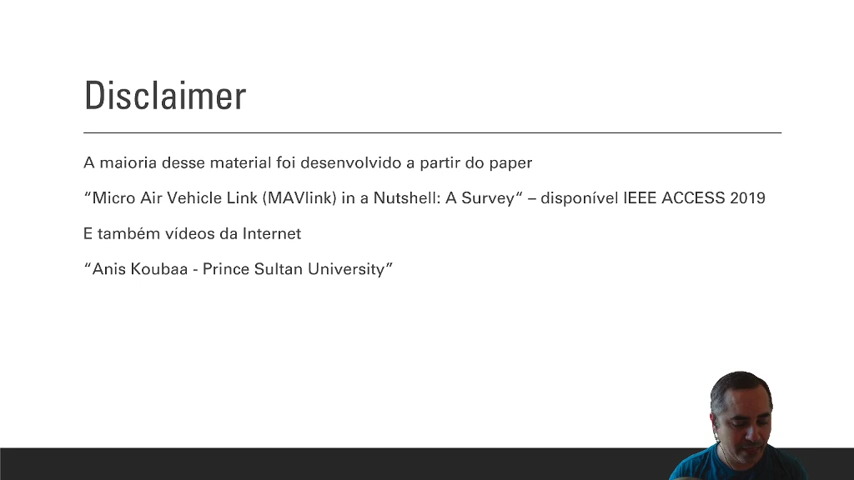 Disclaimer
A maioria desse material foi desenvolvido a partir do paper
“Micro Air Vehicle Link (MAVlink) in a Nutshell: A Survey“ – disponível IEEE ACCESS 2019
E também vídeos da Internet
“Anis Koubaa - Prince Sultan University”